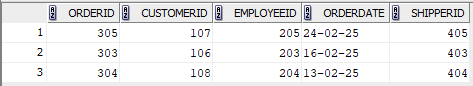 ORDERID CUSTOMERID EMPLOYEEID ORDERDATE SHIPPERID
1 305 107 205 24-02-25 405
2 303 106 203 16-02-25 403
3 304 108 204 13-02-25 404